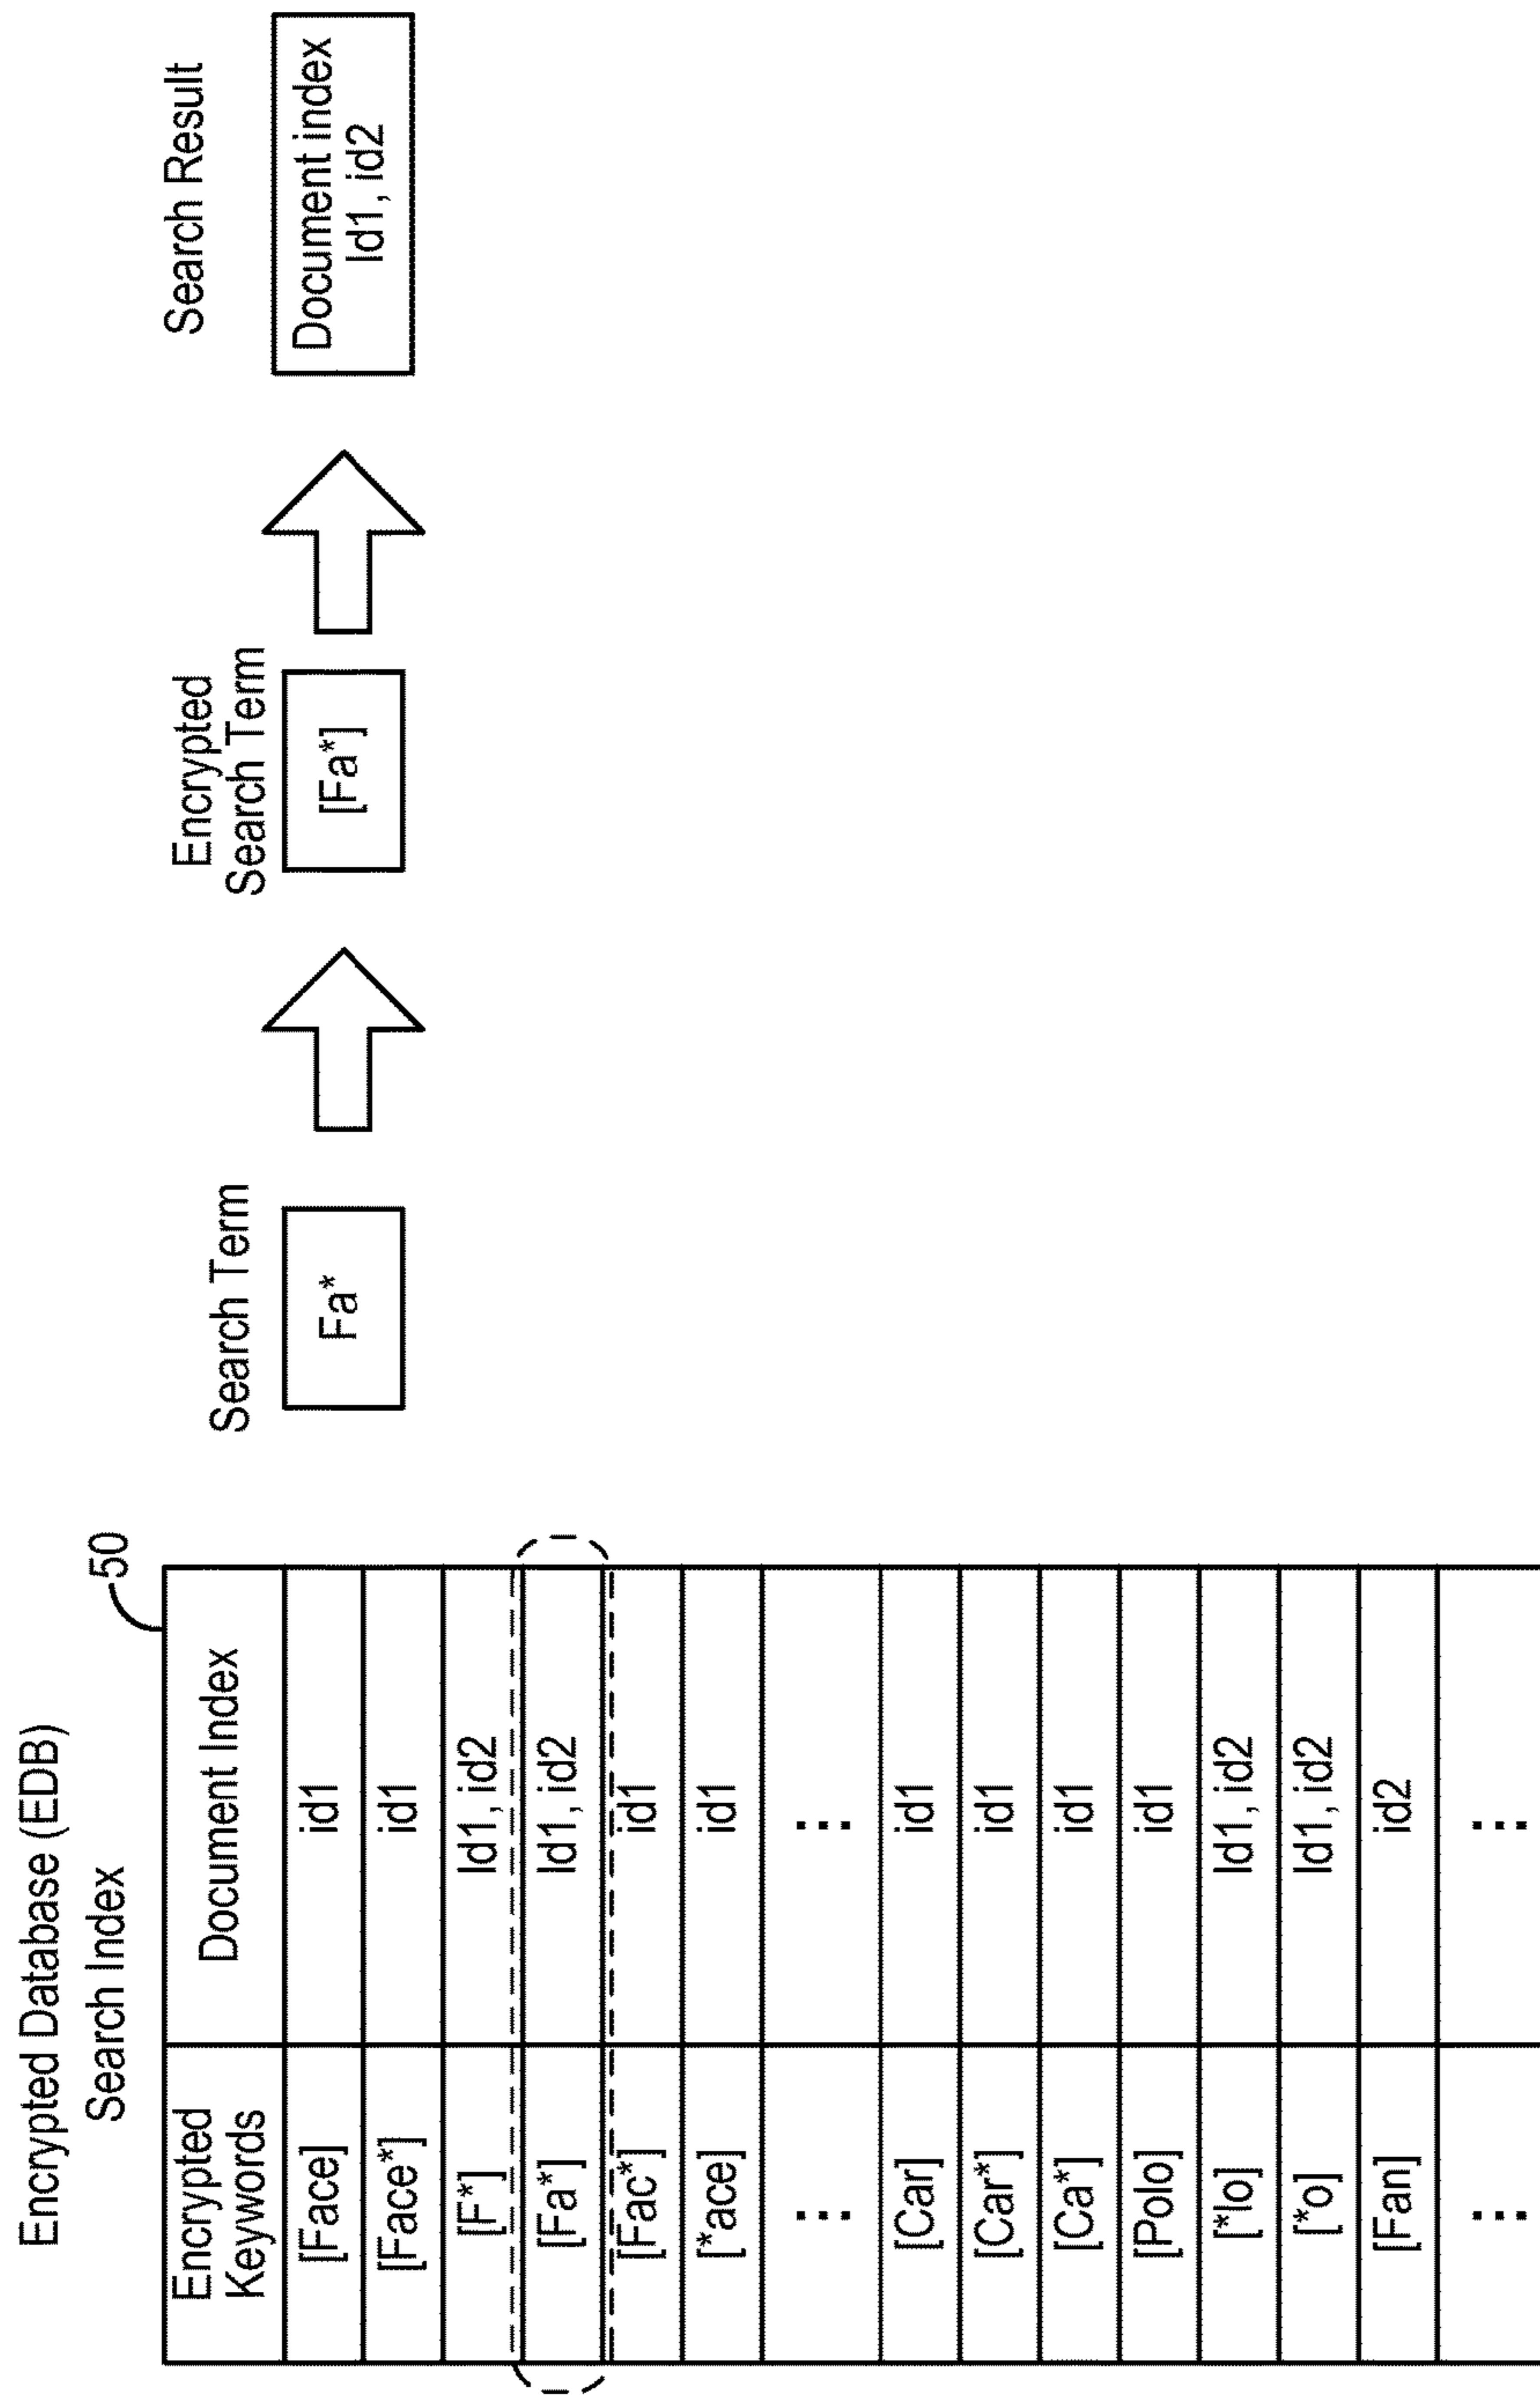 Encrypted Database (EDB)
Search Index
50
Encrypted
Keywords
Document Index
[Face]
id1
[Face*]
id1
[F*]
Id1, id2
[Fa*]
Id1, id2
[Fac*]
id1
[*ace]
id1
⋮
⋮
[Car]
id1
[Car*]
id1
[Ca*]
id1
[Polo]
id1
[*lo]
Id1, id2
[*o]
Id1, id2
[Fan]
id2
⋮
⋮
Search Term
Fa*
Encrypted
Search Term
[Fa*]
Search Result
Document index
Id1, id2